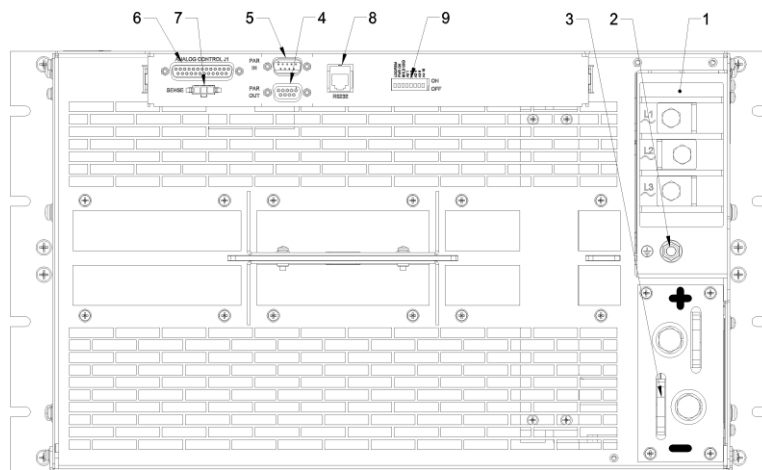 6 7 5 4 8 9 3 2 1
ANALOG CONTROL J1
PAR
IN
SENSE
PAR
OUT
RS232
ON
OFF
L1
L2
L3